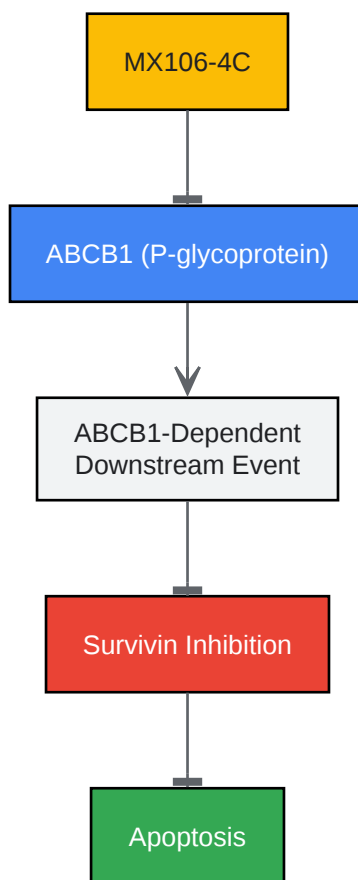 MX106-4C
ABCB1 (P-glycoprotein)
ABCB1-Dependent
Downstream Event
Survivin Inhibition
Apoptosis